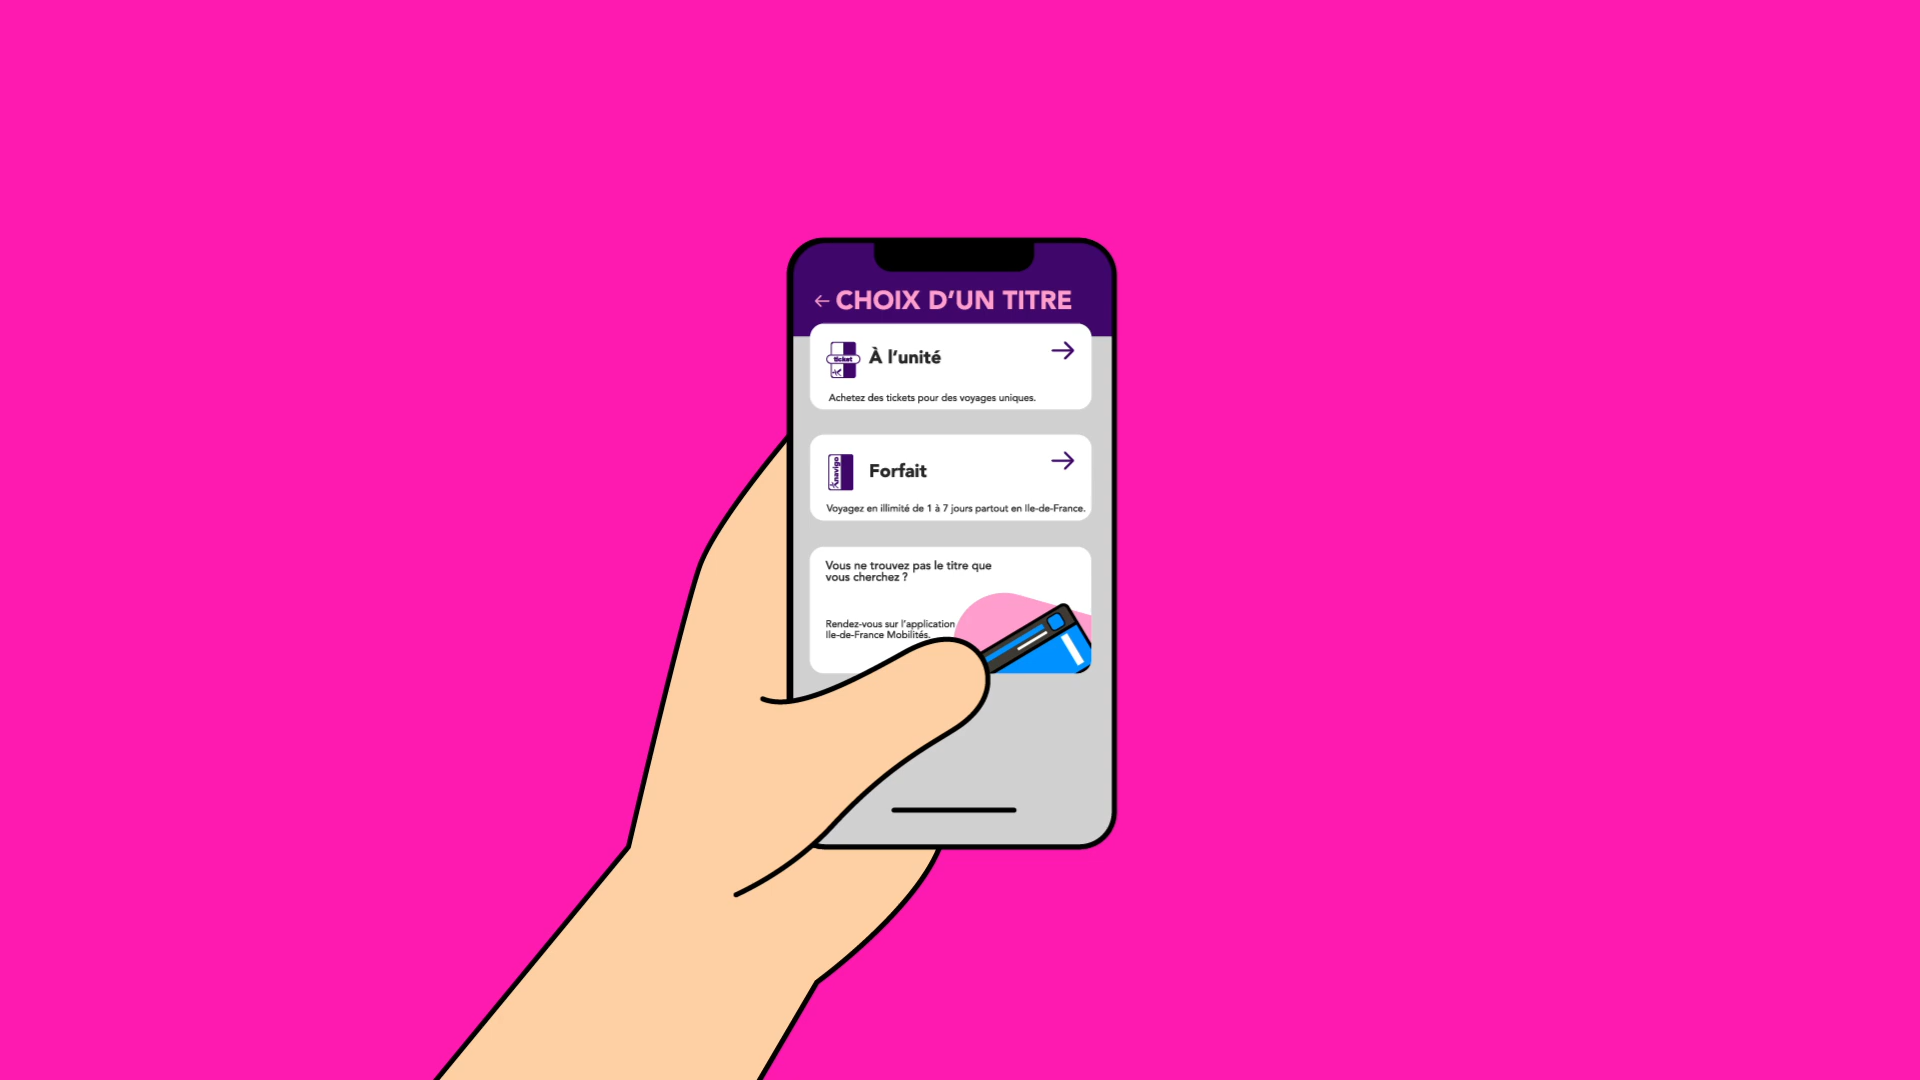 CHOIX D’UN TITRE
ticket
À l’unité
Achetez des tickets pour des voyages uniques.
navigo
Forfait
Voyagez en illimité de 1 à 7 jours partout en Ile-de-France.
Vous ne trouvez pas le titre que
vous cherchez ?
Rendez-vous sur l’application
Ile-de-France Mobilités.